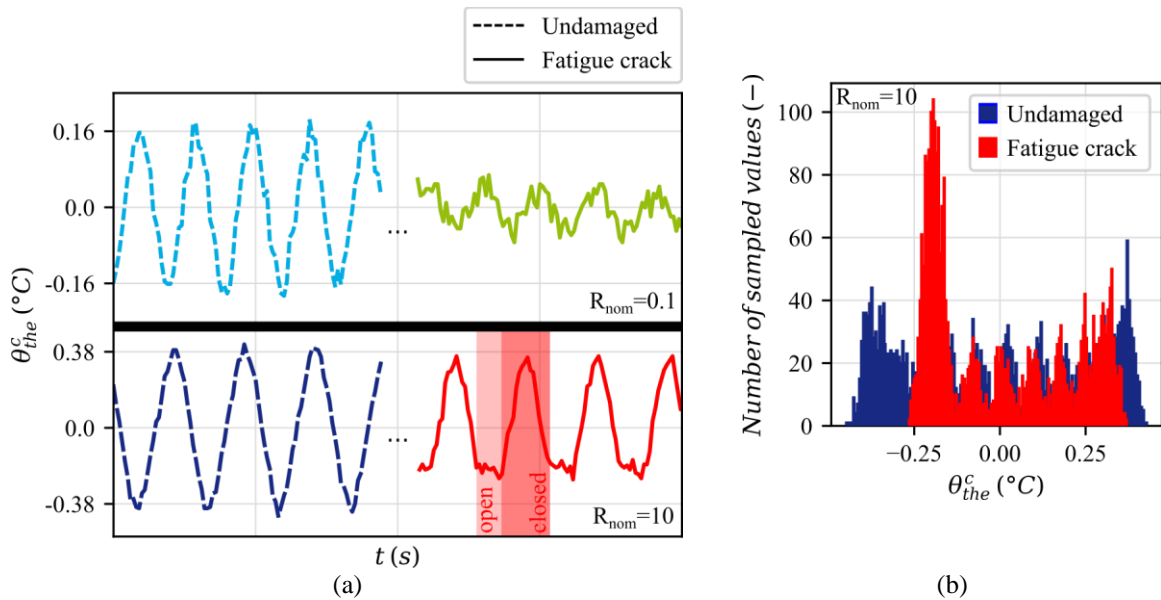 Undamaged
Fatigue crack
θᶜₜₕₑ (°C)
0.16
0.0
-0.16
...
R_nom=0.1
0.38
0.0
-0.38
...
open
closed
R_nom=10
t (s)
(a)
Number of sampled values (−)
R_nom=10
Undamaged
Fatigue crack
100
80
60
40
20
0
−0.25
0.00
0.25
θᶜₜₕₑ (°C)
(b)